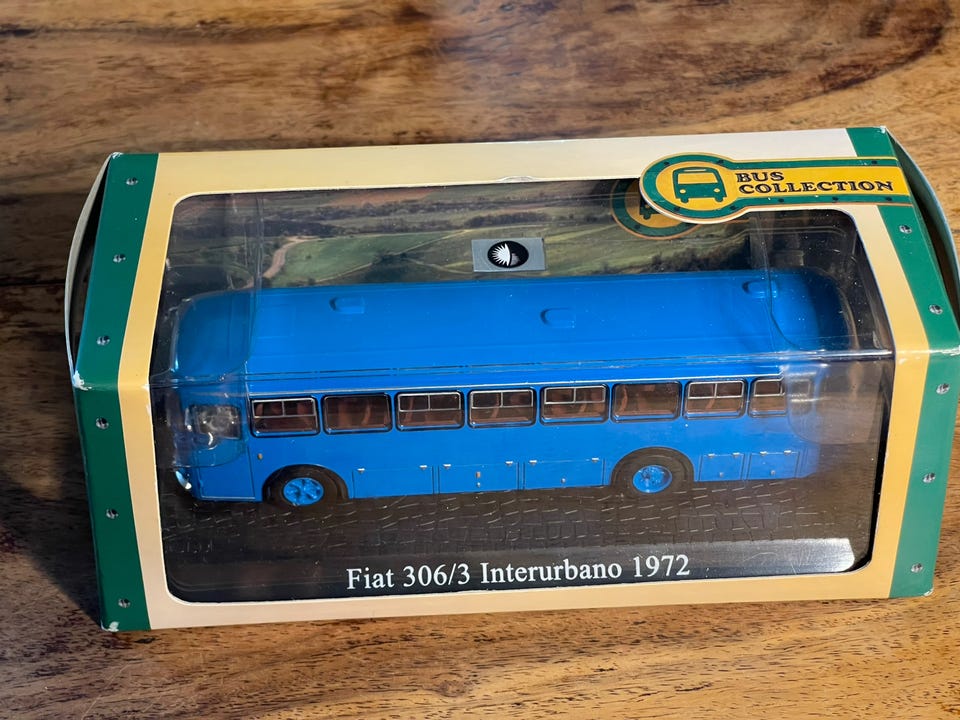 BUS
COLLECTION
Fiat 306/3 Interurbano 1972